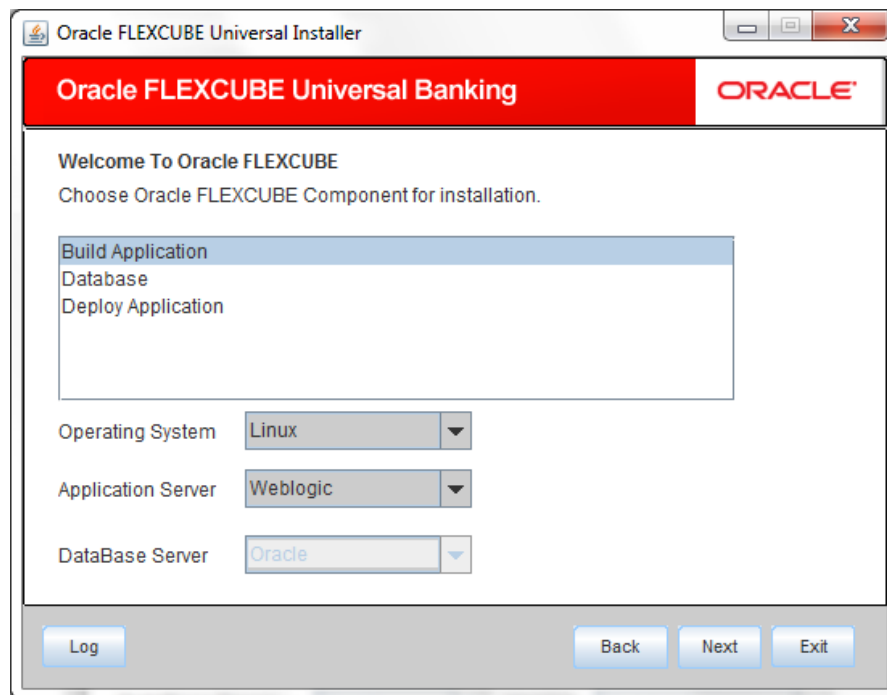 Oracle FLEXCUBE Universal Installer
Oracle FLEXCUBE Universal Banking
ORACLE
Welcome To Oracle FLEXCUBE
Choose Oracle FLEXCUBE Component for installation.
Build Application
Database
Deploy Application
Operating System Linux
Application Server Weblogic
DataBase Server Oracle
Log Back Next Exit